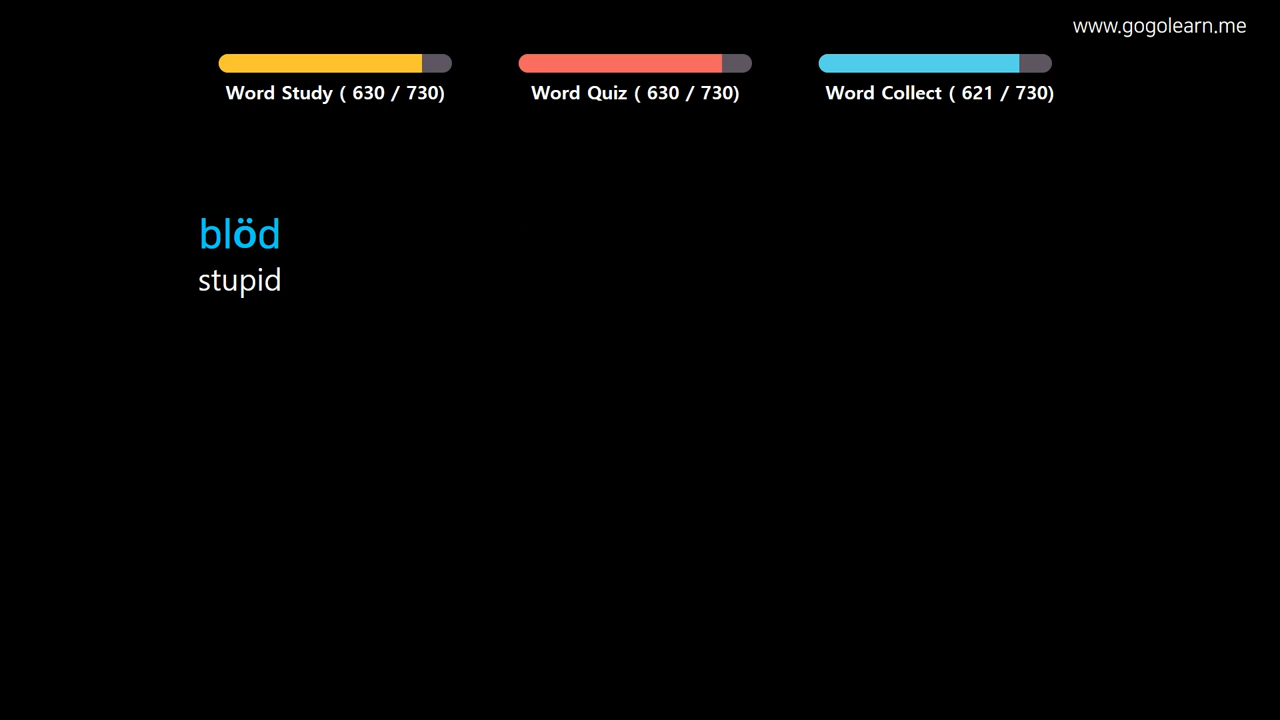 www.gogolearn.me
Word Study ( 630 / 730)
Word Quiz ( 630 / 730)
Word Collect ( 621 / 730)
blöd
stupid